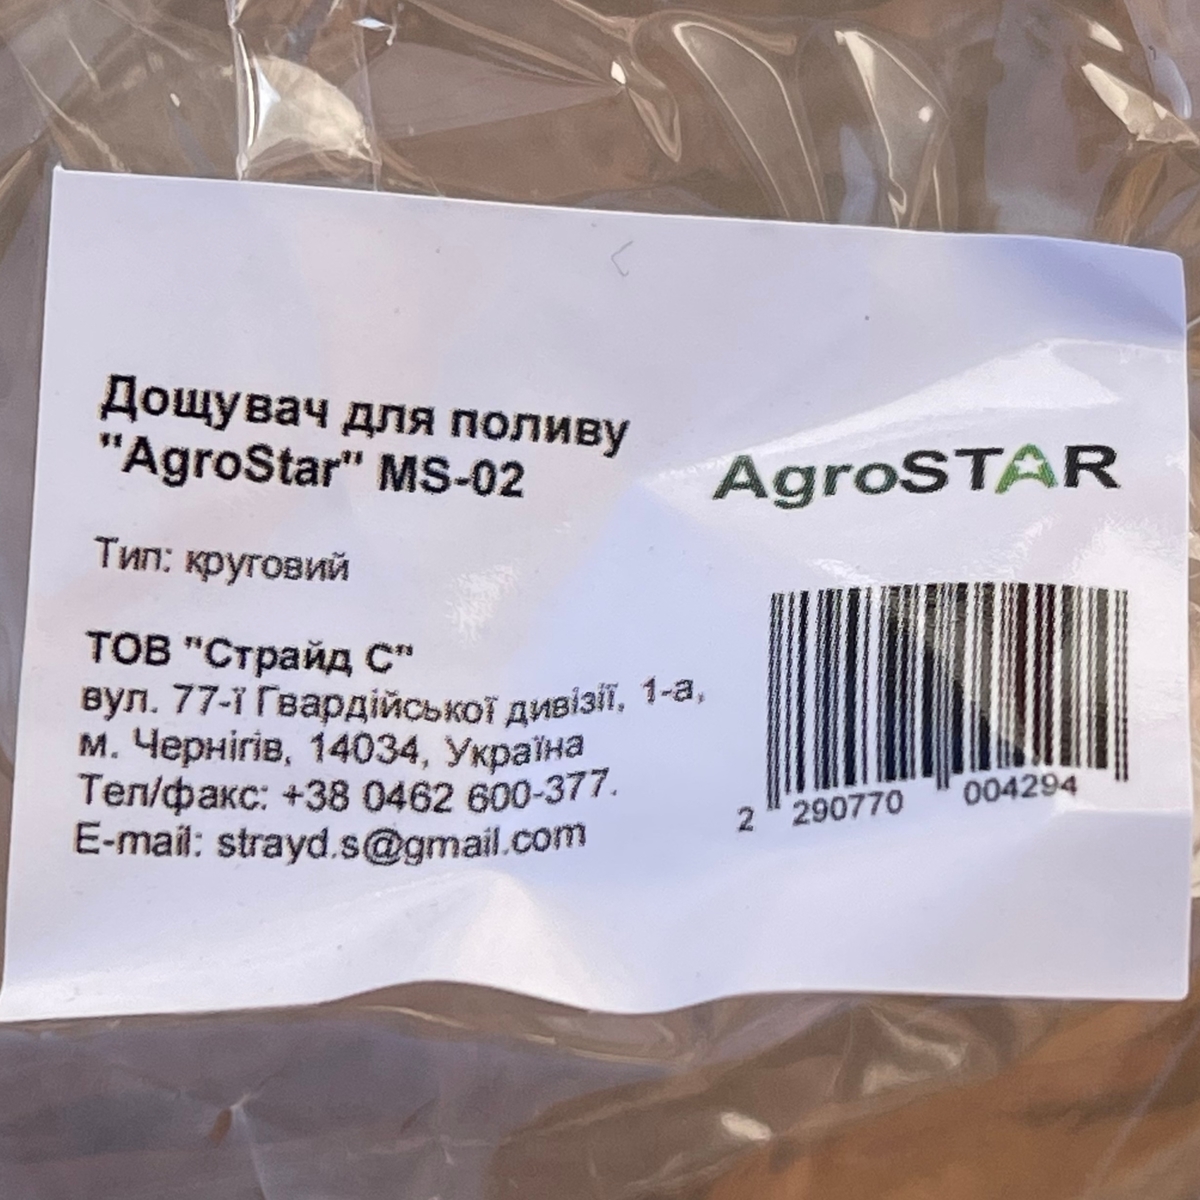 Дощувач для поливу
"AgroStar" MS-02
AgroSTAR
Тип: круговий
ТОВ "Страйд С"
вул. 77-ї Гвардійської дивізії, 1-а,
м. Чернігів, 14034, Україна
Тел/факс: +38 0462 600-377.
E-mail: strayd.s@gmail.com
2 290770 004294